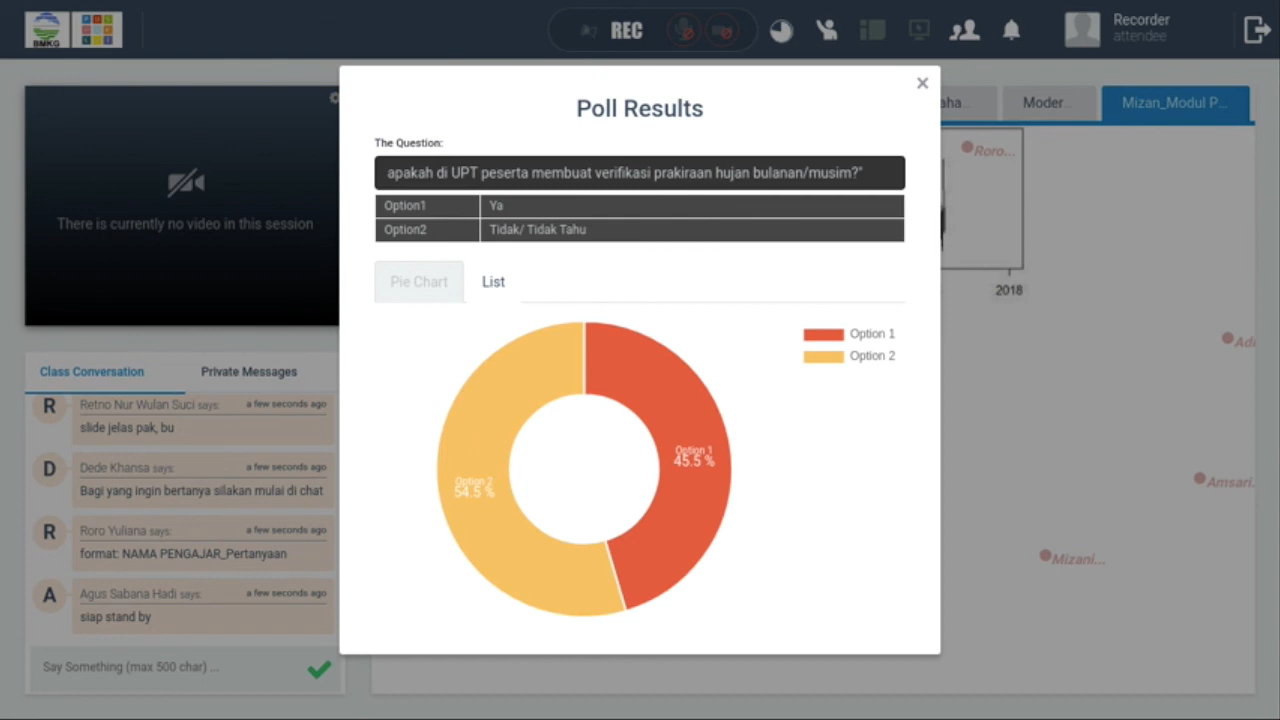 BMKG
REC
Recorder
attendee
There is currently no video in this session
Class Conversation
Private Messages
R
Retno Nur Wulan Suci says:
a few seconds ago
slide jelas pak, bu
D
Dede Khansa says:
a few seconds ago
Bagi yang ingin bertanya silakan mulai di chat
R
Roro Yuliana says:
a few seconds ago
format: NAMA PENGAJAR_Pertanyaan
A
Agus Sabana Hadi says:
a few seconds ago
siap stand by
Say Something (max 500 char) ...
×
Poll Results
The Question:
apakah di UPT peserta membuat verifikasi prakiraan hujan bulanan/musim?"
Option1 Ya
Option2 Tidak/ Tidak Tahu
Pie Chart
List
Option 1
Option 2
Option 1
45.5 %
Option 2
54.5 %
Moder...
Mizan_Modul P...
Roro...
2018
Amsari.
Mizani...